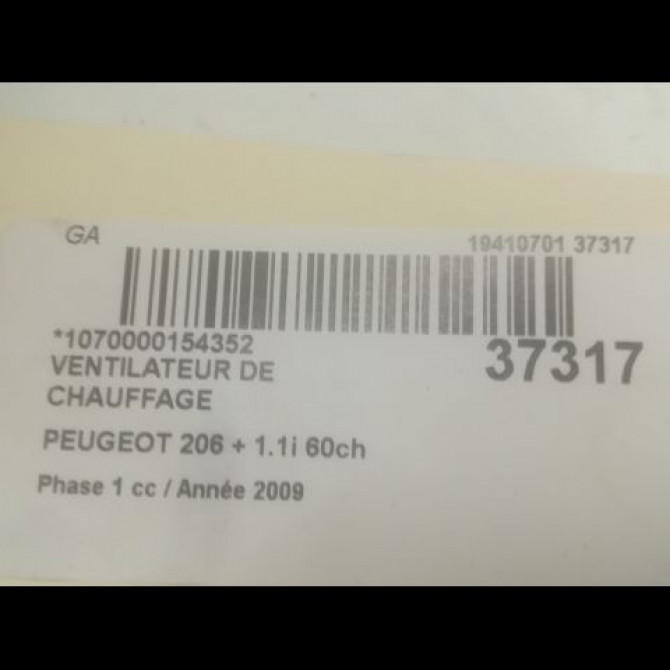 GA
19410701 37317
*1070000154352
37317
VENTILATEUR DE
CHAUFFAGE
PEUGEOT 206 + 1.1i 60ch
Phase 1 cc / Année 2009